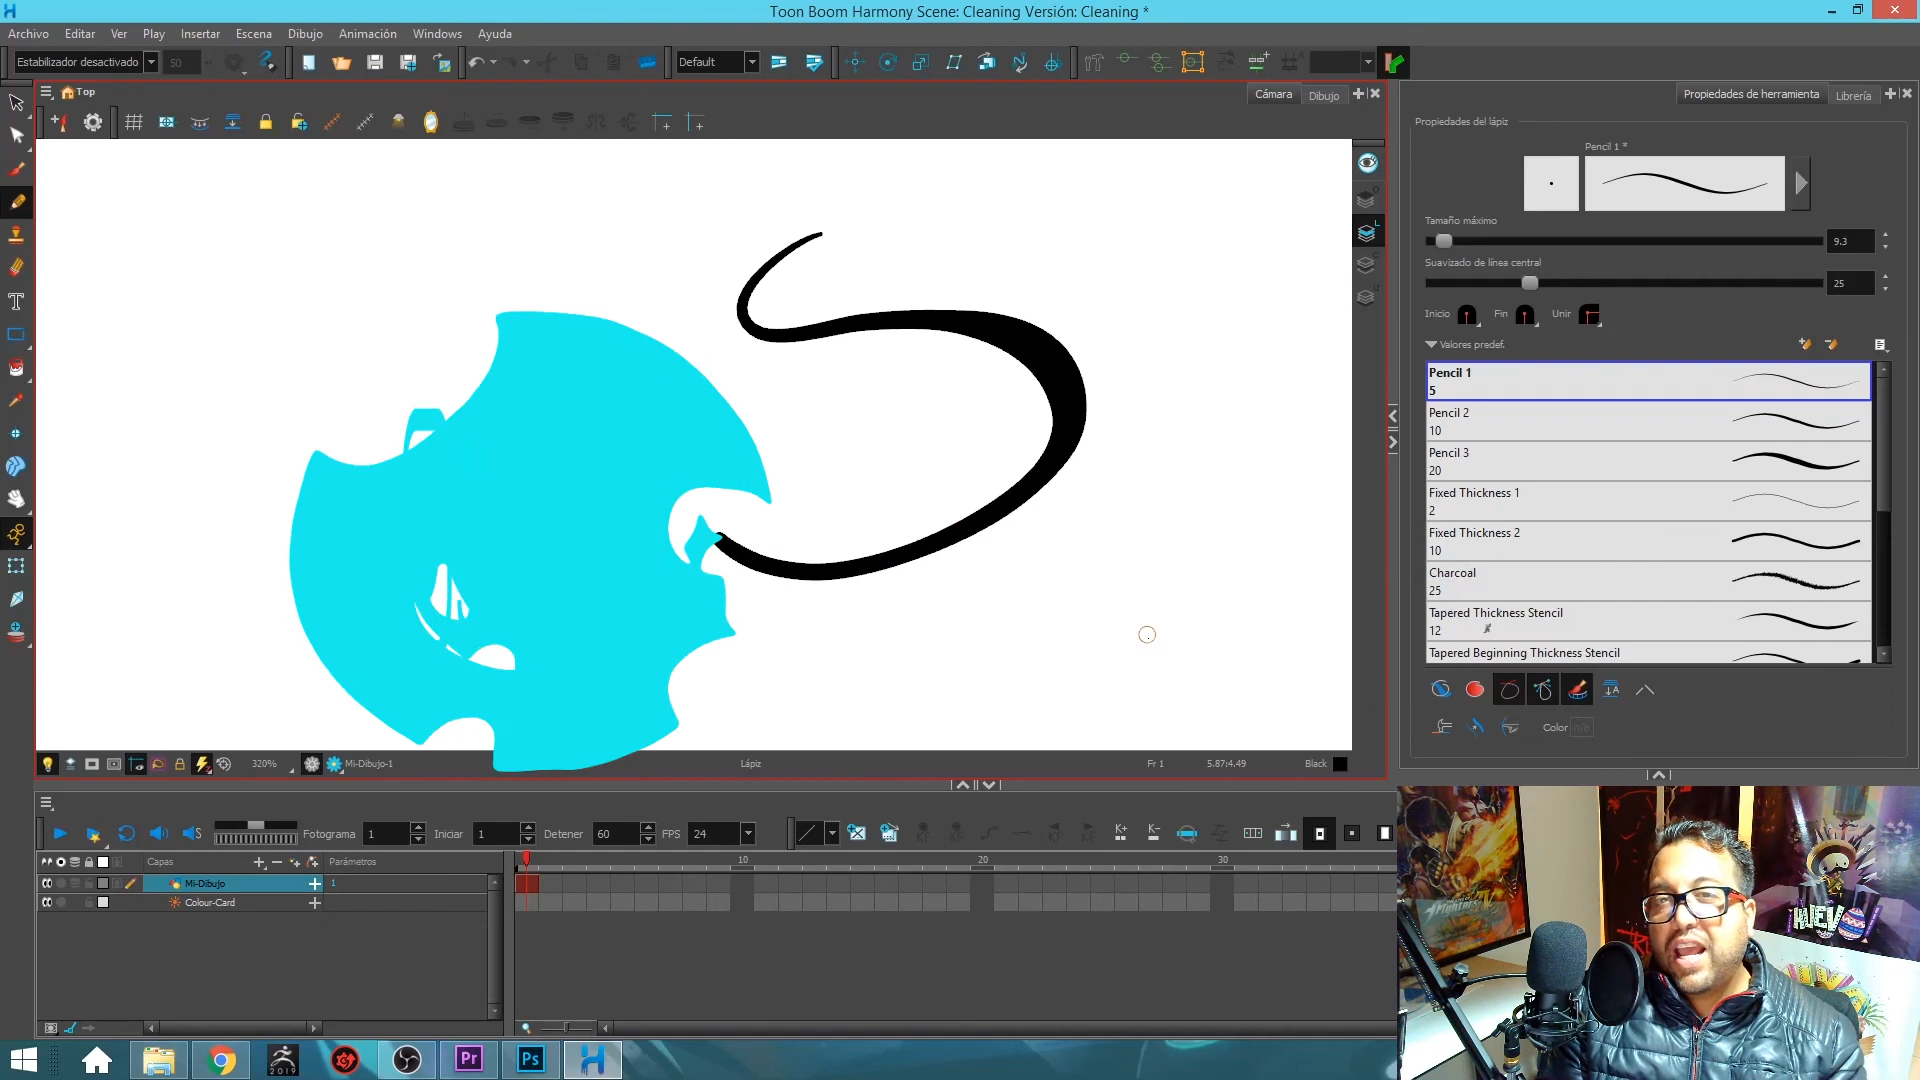 Toon Boom Harmony Scene: Cleaning Versión: Cleaning *
Archivo Editar Ver Play Insertar Escena Dibujo Animación Windows Ayuda
Estabilizador desactivado 50 Default
Top Cámara Dibujo
Propiedades de herramienta Librería
Propiedades del lápiz
Pencil 1 *
Tamaño máximo
9.3
Suavizado de línea central
25
Inicio Fin Unir
Valores predef.
Pencil 1
5
Pencil 2
10
Pencil 3
20
Fixed Thickness 1
2
Fixed Thickness 2
10
Charcoal
25
Tapered Thickness Stencil
12
Tapered Beginning Thickness Stencil
Color n/a
320% Mi-Dibujo-1 Lápiz Fr 1 5.87:4.49 Black
Fotograma 1 Iniciar 1 Detener 60 FPS 24
Capas Parámetros 10 20 30
Mi-Dibujo 1
Colour-Card
2019 Pr Ps